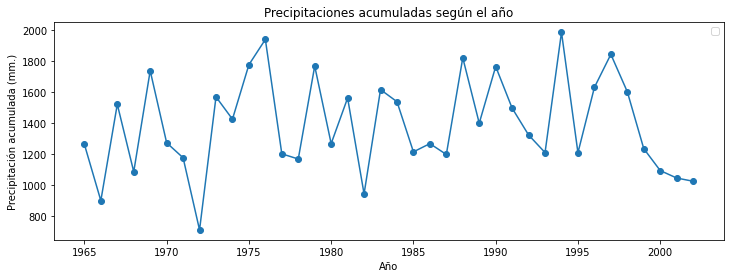 Precipitaciones acumuladas según el año
Precipitación acumulada (mm.)
2000
1800
1600
1400
1200
1000
800
1965 1970 1975 1980 1985 1990 1995 2000
Año